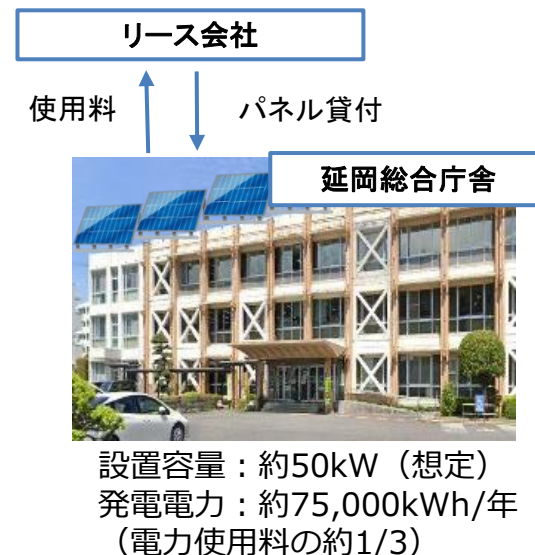 リース会社
使用料
パネル貸付
延岡総合庁舎
設置容量：約50kW（想定）
発電電力：約75,000kWh/年
（電力使用料の約1/3）